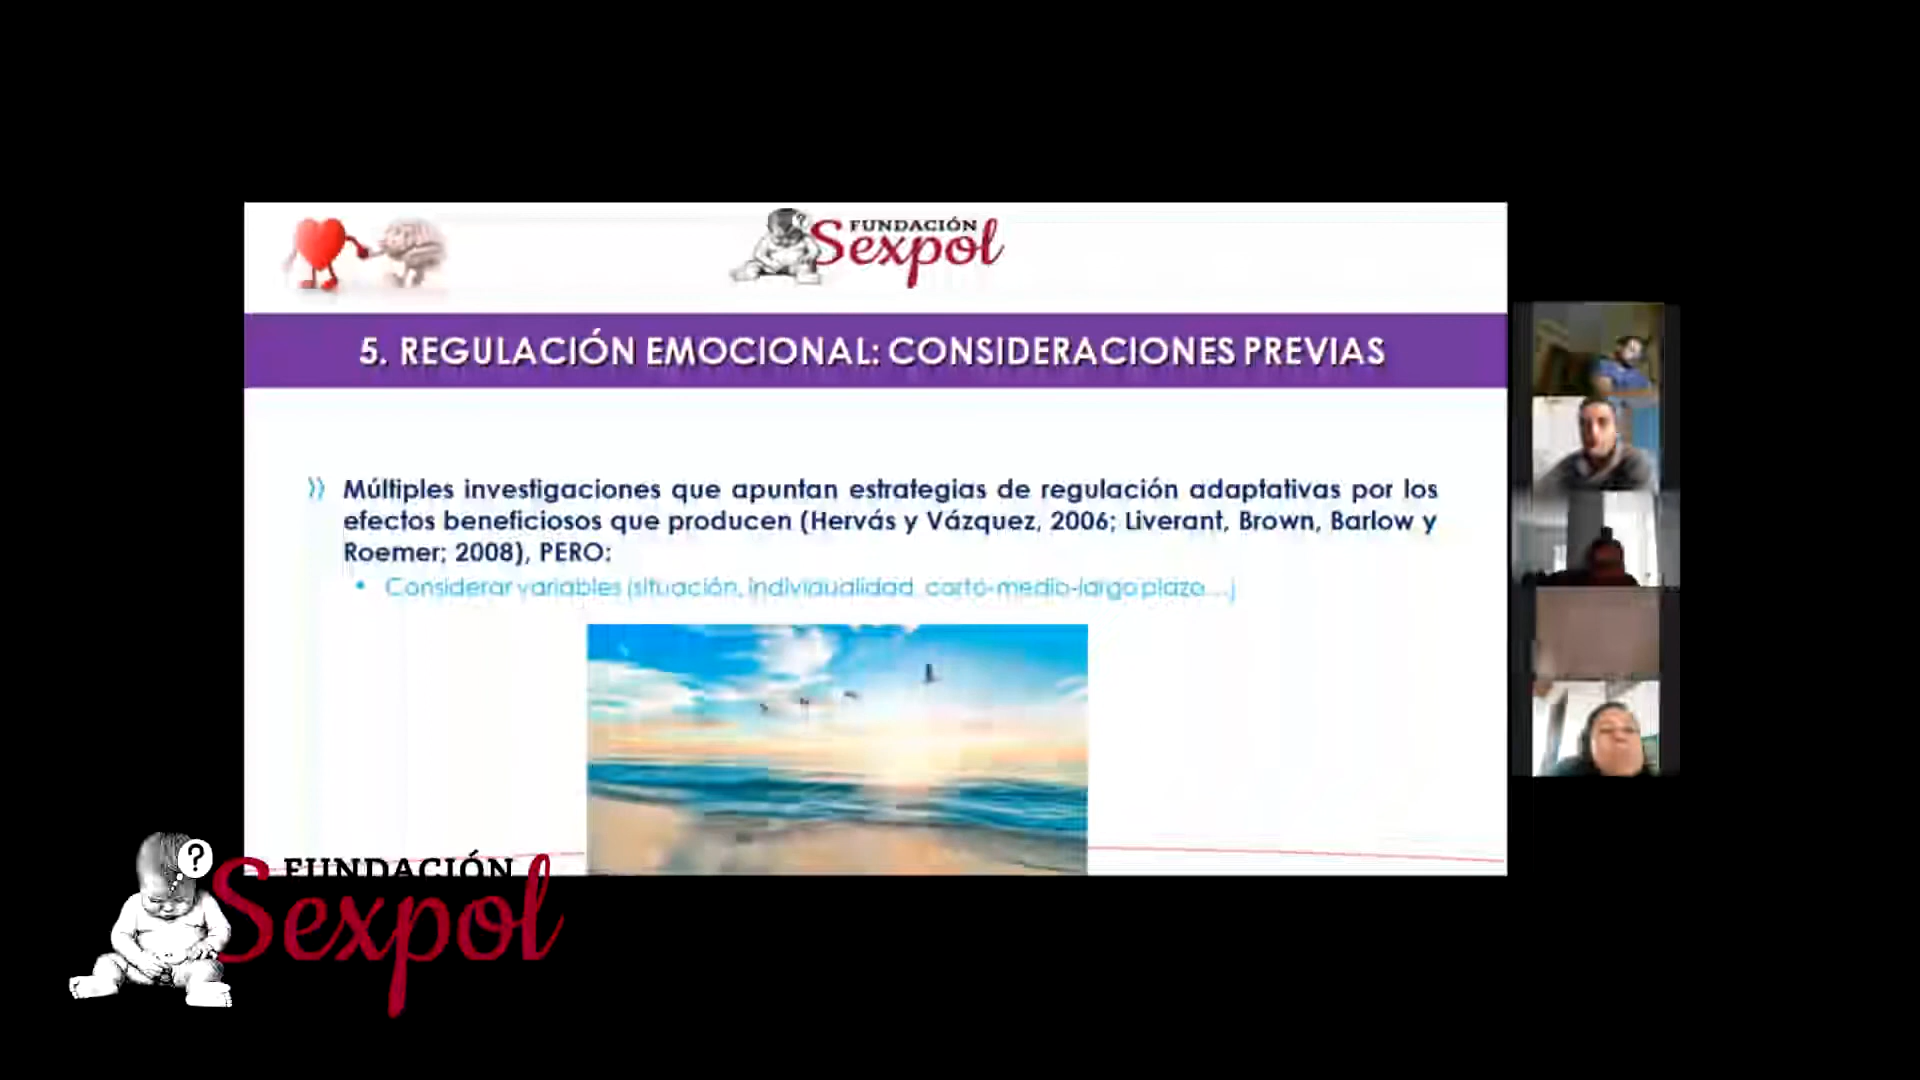 FUNDACIÓN
Sexpol
5. REGULACIÓN EMOCIONAL: CONSIDERACIONES PREVIAS
Múltiples investigaciones que apuntan estrategias de regulación adaptativas por los
efectos beneficiosos que producen (Hervás y Vázquez, 2006; Liverant, Brown, Barlow y
Roemer; 2008), PERO:
• Considerar variables (situación, individualidad, corto-medio-largo plazo...)
?
FUNDACIÓN
Sexpol